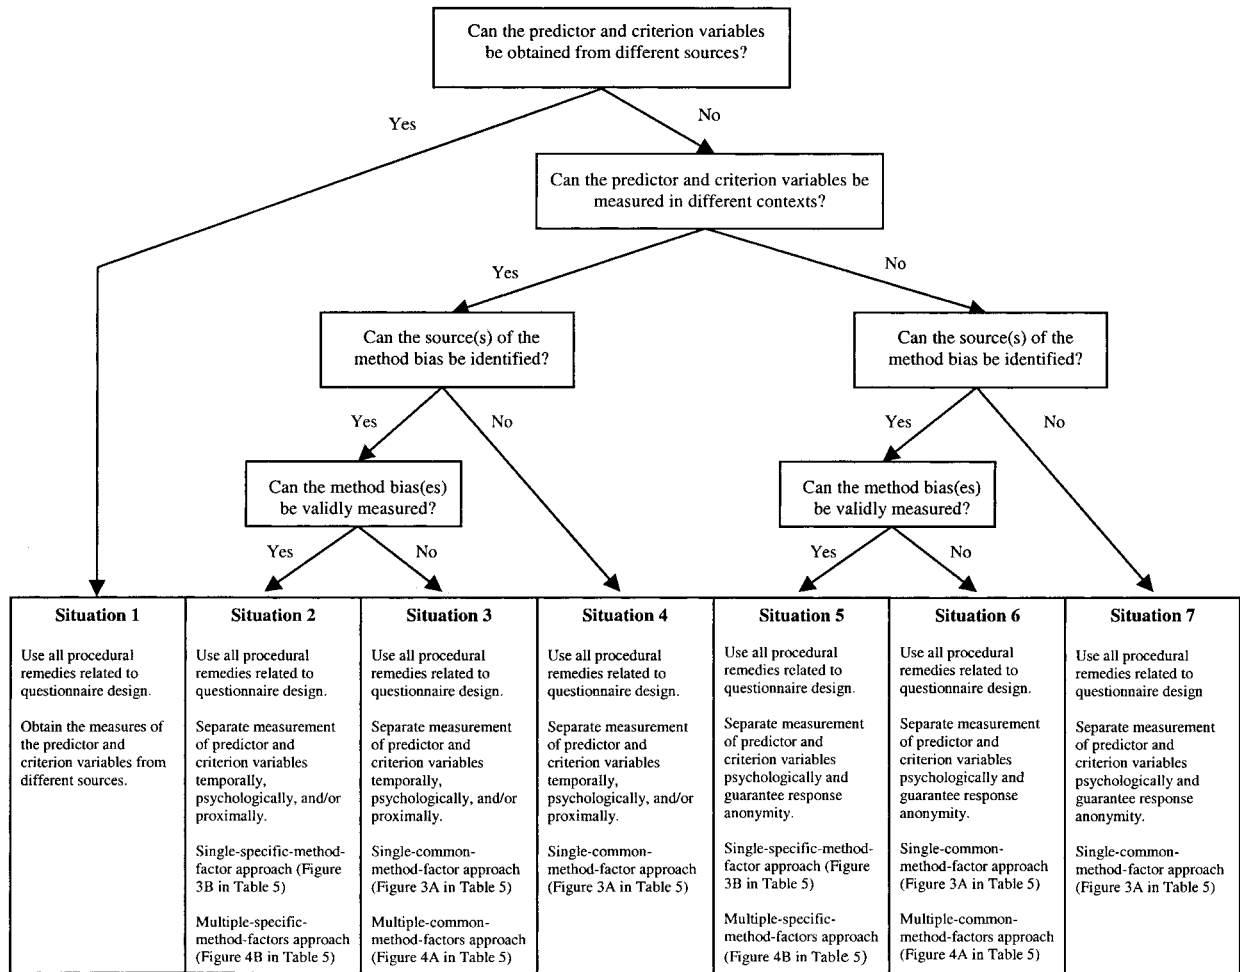 Can the predictor and criterion variables
be obtained from different sources?
Yes
No
Can the predictor and criterion variables be
measured in different contexts?
Yes
No
Can the source(s) of the
method bias be identified?
Can the source(s) of the
method bias be identified?
Yes
No
Yes
No
Can the method bias(es)
be validly measured?
Can the method bias(es)
be validly measured?
Yes
No
Yes
No
Situation 1
Use all procedural
remedies related to
questionnaire design.
Obtain the measures of
the predictor and
criterion variables from
different sources.
Situation 2
Use all procedural
remedies related to
questionnaire design.
Separate measurement
of predictor and
criterion variables
temporally,
psychologically, and/or
proximally.
Single-specific-method-
factor approach (Figure
3B in Table 5)
Multiple-specific-
method-factors approach
(Figure 4B in Table 5)
Situation 3
Use all procedural
remedies related to
questionnaire design.
Separate measurement
of predictor and
criterion variables
temporally,
psychologically, and/or
proximally.
Single-common-
method-factor approach
(Figure 3A in Table 5)
Multiple-common-
method-factors approach
(Figure 4A in Table 5)
Situation 4
Use all procedural
remedies related to
questionnaire design.
Separate measurement
of predictor and
criterion variables
temporally,
psychologically, and/or
proximally.
Single-common-
method-factor approach
(Figure 3A in Table 5)
Situation 5
Use all procedural
remedies related to
questionnaire design.
Separate measurement
of predictor and
criterion variables
psychologically and
guarantee response
anonymity.
Single-specific-method-
factor approach (Figure
3B in Table 5)
Multiple-specific-
method-factors approach
(Figure 4B in Table 5)
Situation 6
Use all procedural
remedies related to
questionnaire design.
Separate measurement
of predictor and
criterion variables
psychologically and
guarantee response
anonymity.
Single-common-
method-factor approach
(Figure 3A in Table 5)
Multiple-common-
method-factors approach
(Figure 4A in Table 5)
Situation 7
Use all procedural
remedies related to
questionnaire design
Separate measurement
of predictor and
criterion variables
psychologically and
guarantee response
anonymity.
Single-common-
method-factor approach
(Figure 3A in Table 5)